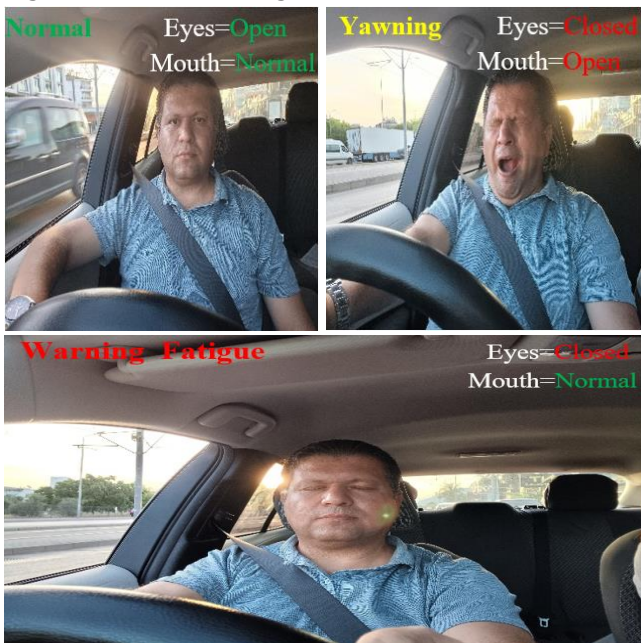 Normal Eyes=Open
Mouth=Normal
Yawning Eyes=Closed
Mouth=Open
Warning Fatigue Eyes=Closed
Mouth=Normal